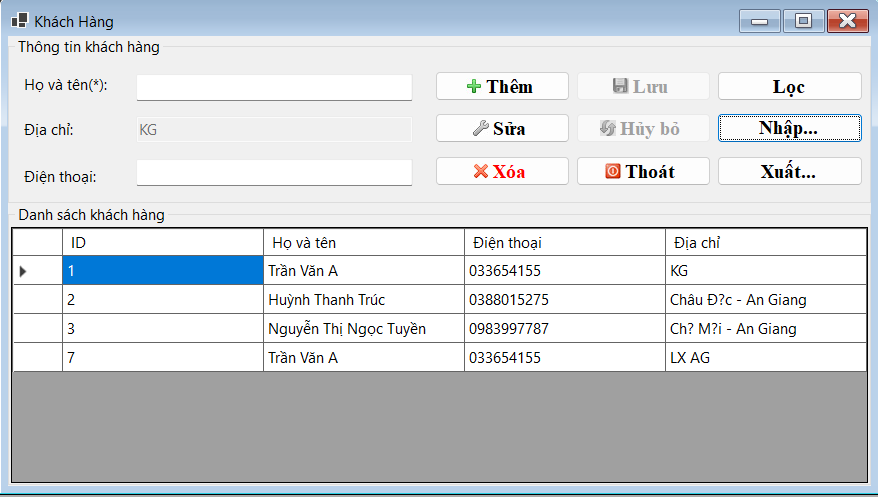 Khách Hàng
Thông tin khách hàng
Họ và tên(*):
Thêm
Lưu
Lọc
Địa chỉ:
KG
Sửa
Hủy bỏ
Nhập...
Điện thoại:
Xóa
Thoát
Xuất...
Danh sách khách hàng
ID Họ và tên Điện thoại Địa chỉ
1 Trần Văn A 033654155 KG
2 Huỳnh Thanh Trúc 0388015275 Châu Đ?c - An Giang
3 Nguyễn Thị Ngọc Tuyền 0983997787 Ch? M?i - An Giang
7 Trần Văn A 033654155 LX AG